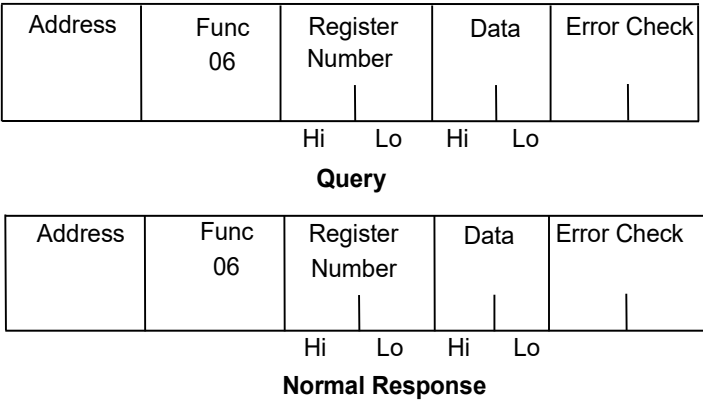 Address Func Register Data Error Check
06 Number
Hi Lo Hi Lo
Query
Address Func Register Data Error Check
06 Number
Hi Lo Hi Lo
Normal Response